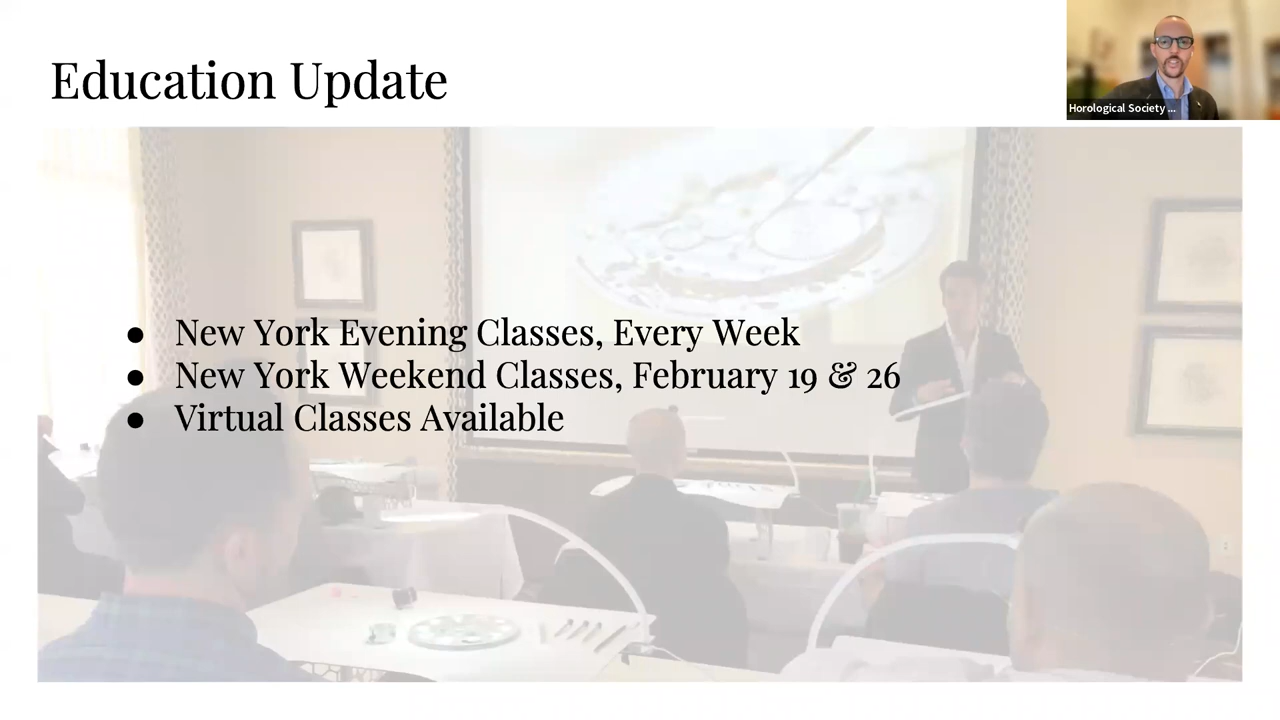 Education Update
Horological Society ...
● New York Evening Classes, Every Week
● New York Weekend Classes, February 19 & 26
● Virtual Classes Available